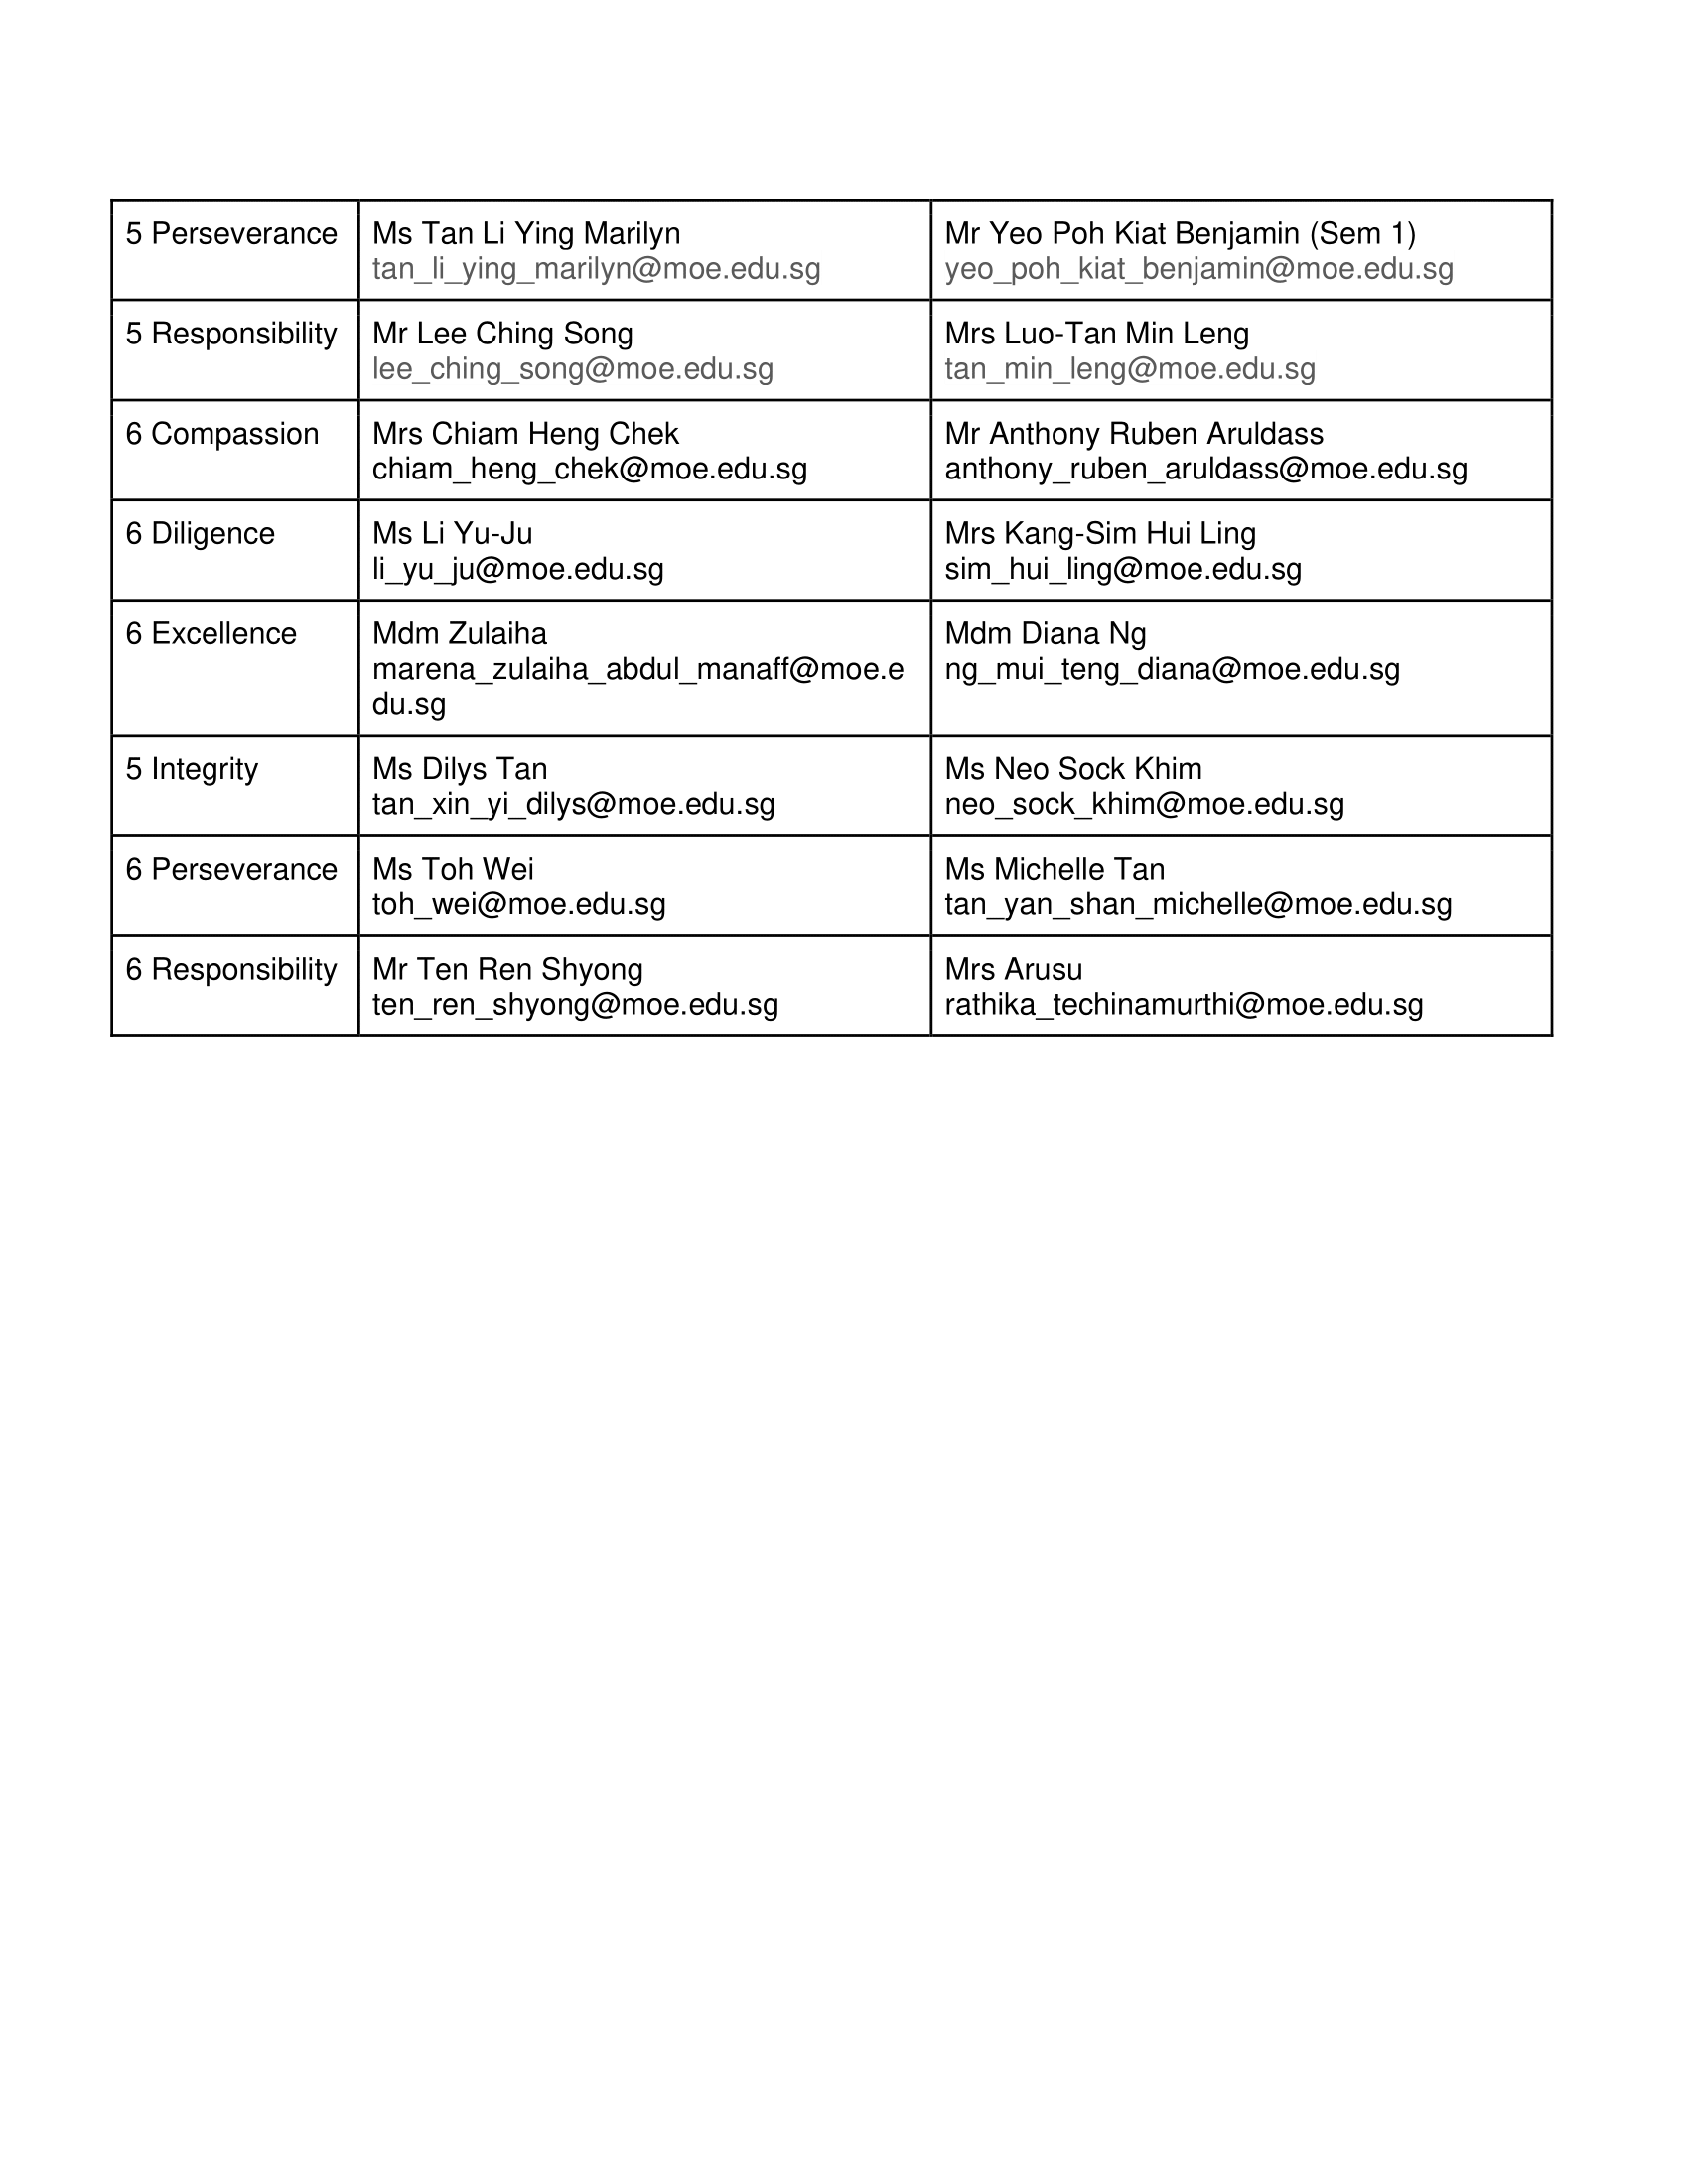 5 Perseverance
Ms Tan Li Ying Marilyn
tan_li_ying_marilyn@moe.edu.sg
Mr Yeo Poh Kiat Benjamin (Sem 1)
yeo_poh_kiat_benjamin@moe.edu.sg
5 Responsibility
Mr Lee Ching Song
lee_ching_song@moe.edu.sg
Mrs Luo-Tan Min Leng
tan_min_leng@moe.edu.sg
6 Compassion
Mrs Chiam Heng Chek
chiam_heng_chek@moe.edu.sg
Mr Anthony Ruben Aruldass
anthony_ruben_aruldass@moe.edu.sg
6 Diligence
Ms Li Yu-Ju
li_yu_ju@moe.edu.sg
Mrs Kang-Sim Hui Ling
sim_hui_ling@moe.edu.sg
6 Excellence
Mdm Zulaiha
marena_zulaiha_abdul_manaff@moe.e
du.sg
Mdm Diana Ng
ng_mui_teng_diana@moe.edu.sg
5 Integrity
Ms Dilys Tan
tan_xin_yi_dilys@moe.edu.sg
Ms Neo Sock Khim
neo_sock_khim@moe.edu.sg
6 Perseverance
Ms Toh Wei
toh_wei@moe.edu.sg
Ms Michelle Tan
tan_yan_shan_michelle@moe.edu.sg
6 Responsibility
Mr Ten Ren Shyong
ten_ren_shyong@moe.edu.sg
Mrs Arusu
rathika_techinamurthi@moe.edu.sg